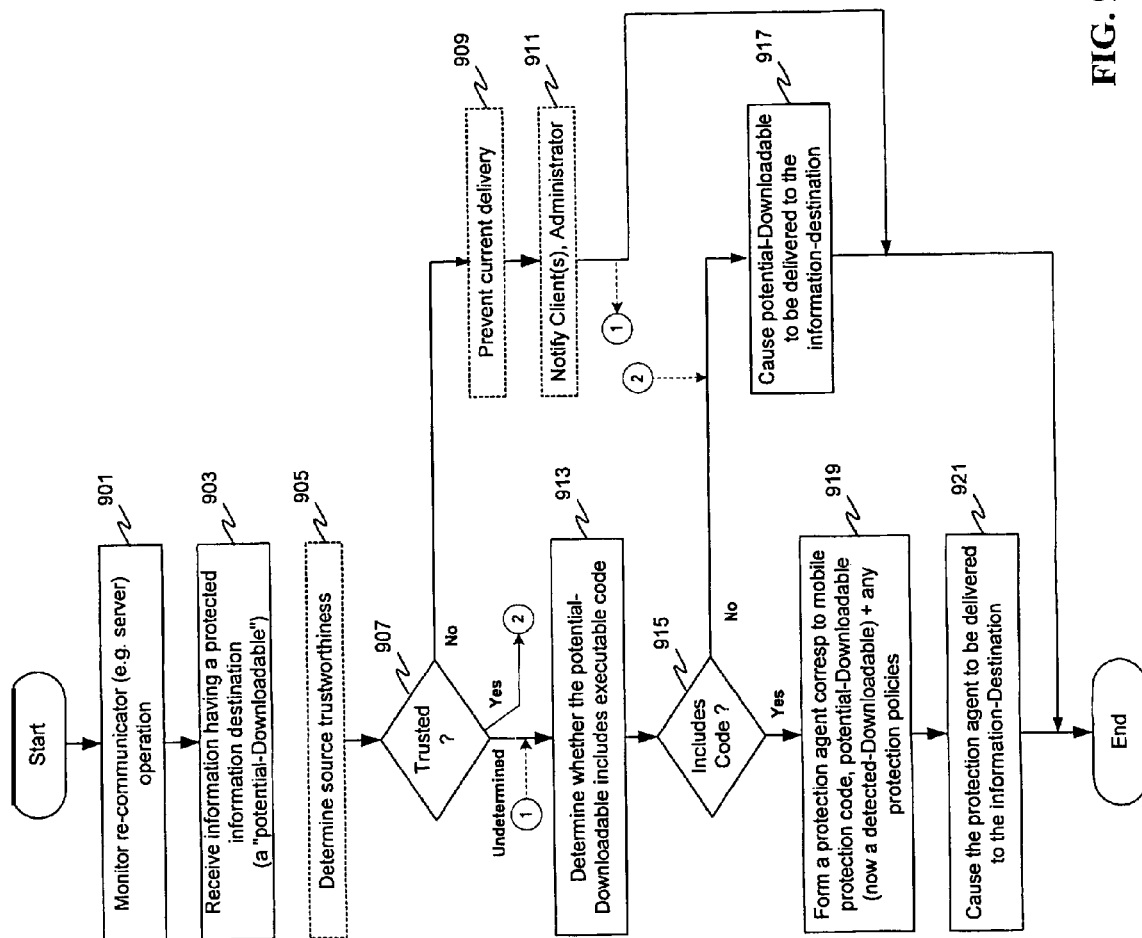 Start
901
Monitor re-communicator (e.g. server)
operation
903
Receive information having a protected
information destination
(a "potential-Downloadable")
905
Determine source trustworthiness
907
Trusted
?
No
Yes
2
Undetermined
1
909
Prevent current delivery
911
Notify Client(s), Administrator
1
913
Determine whether the potential-
Downloadable includes executable code
915
Includes
Code ?
No
Yes
2
917
Cause potential-Downloadable
to be delivered to the
information-destination
919
Form a protection agent corresp to mobile
protection code, potential-Downloadable
(now a detected-Downloadable) + any
protection policies
921
Cause the protection agent to be delivered
to the Information-Destination
End
FIG.